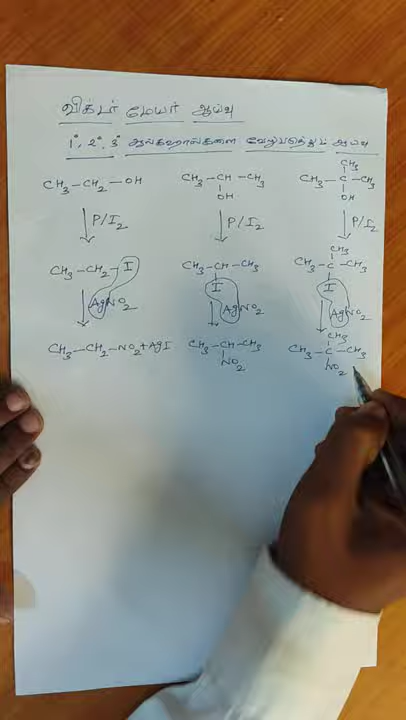 விக்டர் மேயர் ஆய்வு
1°, 2°, 3° ஆல்கஹால்களை வேறுபடுத்தும் ஆய்வு
CH3-CH2-OH CH3-CH-CH3 CH3
OH CH3-C-CH3
OH
P/I2 P/I2 P/I2
CH3
CH3-CH2-I CH3-CH-CH3 CH3-C-CH3
I I
AgNO2 AgNO2 AgNO2
CH3
CH3-CH2-NO2+AgI CH3-CH-CH3 CH3-C-CH3
NO2 NO2